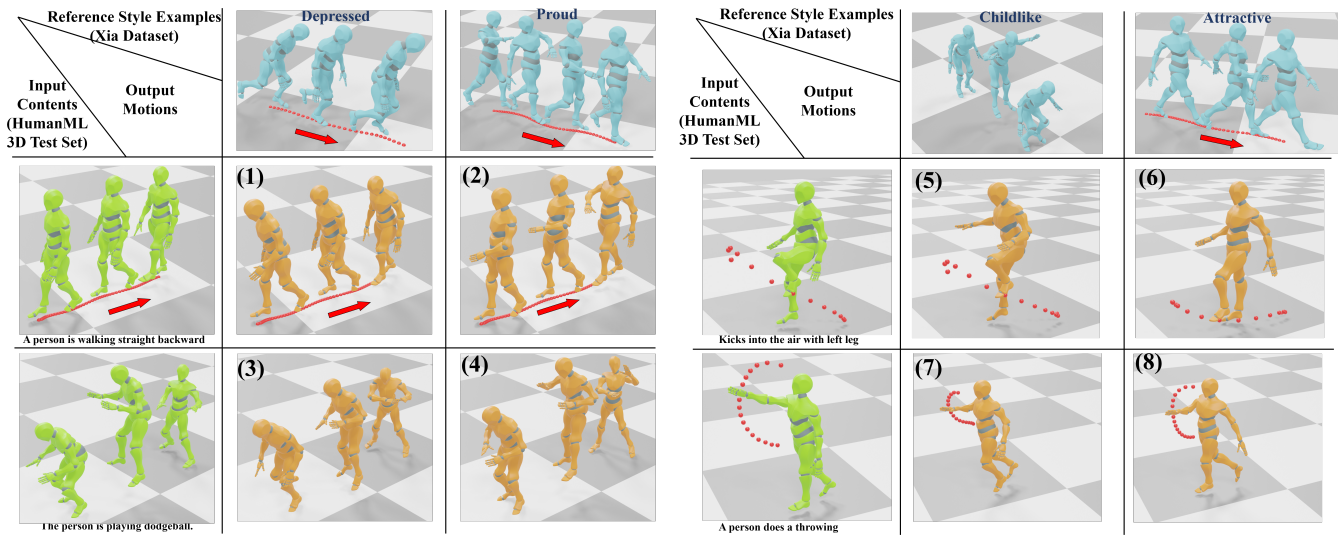 Reference Style Examples
(Xia Dataset)
Depressed
Proud
Input
Contents
(HumanML
3D Test Set)
Output
Motions
(1)
(2)
A person is walking straight backward
(3)
(4)
The person is playing dodgeball.
Reference Style Examples
(Xia Dataset)
Childlike
Attractive
Input
Contents
(HumanML
3D Test Set)
Output
Motions
(5)
(6)
Kicks into the air with left leg
(7)
(8)
A person does a throwing